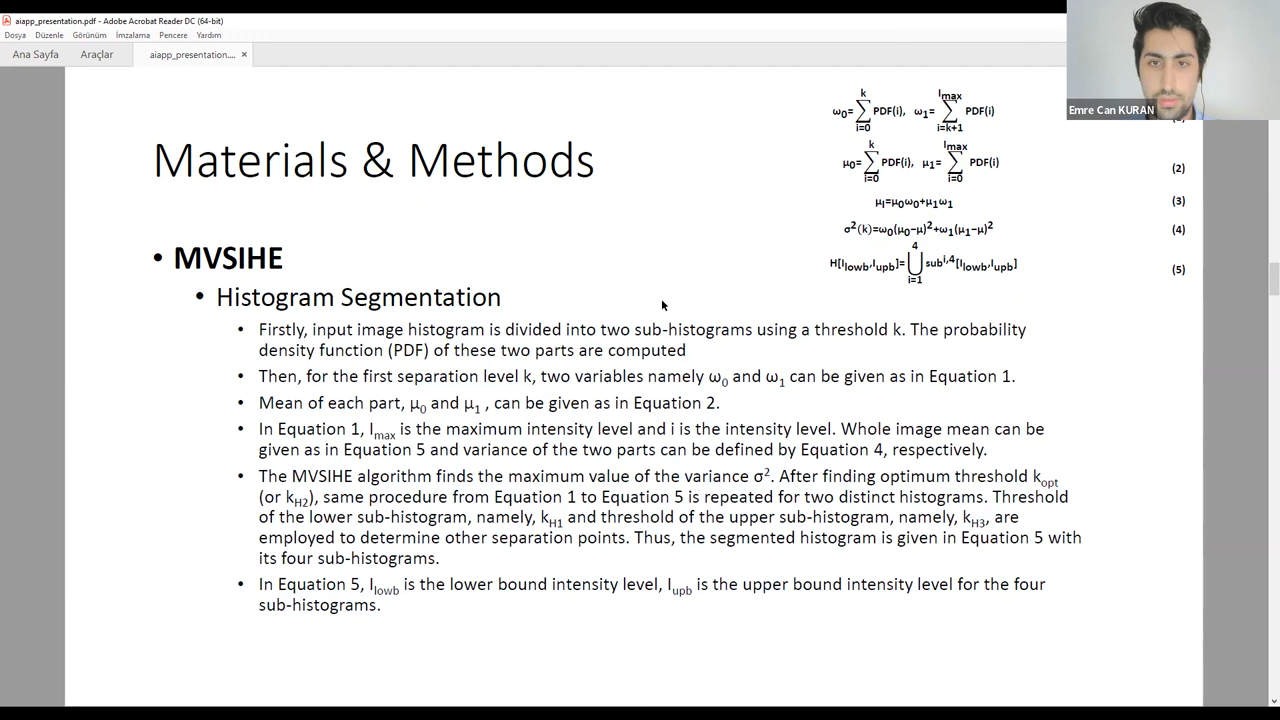 aiapp_presentation.pdf - Adobe Acrobat Reader DC (64-bit)
Dosya Düzenle Görünüm İmzalama Pencere Yardım
Ana Sayfa Araçlar aiapp_presentation.... ×
Emre Can KURAN
Materials & Methods
ω0=∑(i=0, k) PDF(i), ω1=∑(i=k+1, Imax) PDF(i)
μ0=∑(i=0, k) PDF(i), μ1=∑(i=0, Imax) PDF(i) (2)
μI=μ0ω0+μ1ω1 (3)
σ²(k)=ω0(μ0−μ)²+ω1(μ1−μ)² (4)
H[Ilowb,Iupb]=⋃(i=1, 4) sub^i,4[Ilowb,Iupb] (5)
• MVSIHE
• Histogram Segmentation
• Firstly, input image histogram is divided into two sub-histograms using a threshold k. The probability
density function (PDF) of these two parts are computed
• Then, for the first separation level k, two variables namely ω0 and ω1 can be given as in Equation 1.
• Mean of each part, μ0 and μ1 , can be given as in Equation 2.
• In Equation 1, Imax is the maximum intensity level and i is the intensity level. Whole image mean can be
given as in Equation 5 and variance of the two parts can be defined by Equation 4, respectively.
• The MVSIHE algorithm finds the maximum value of the variance σ². After finding optimum threshold kopt
(or kH2), same procedure from Equation 1 to Equation 5 is repeated for two distinct histograms. Threshold
of the lower sub-histogram, namely, kH1 and threshold of the upper sub-histogram, namely, kH3, are
employed to determine other separation points. Thus, the segmented histogram is given in Equation 5 with
its four sub-histograms.
• In Equation 5, Ilowb is the lower bound intensity level, Iupb is the upper bound intensity level for the four
sub-histograms.